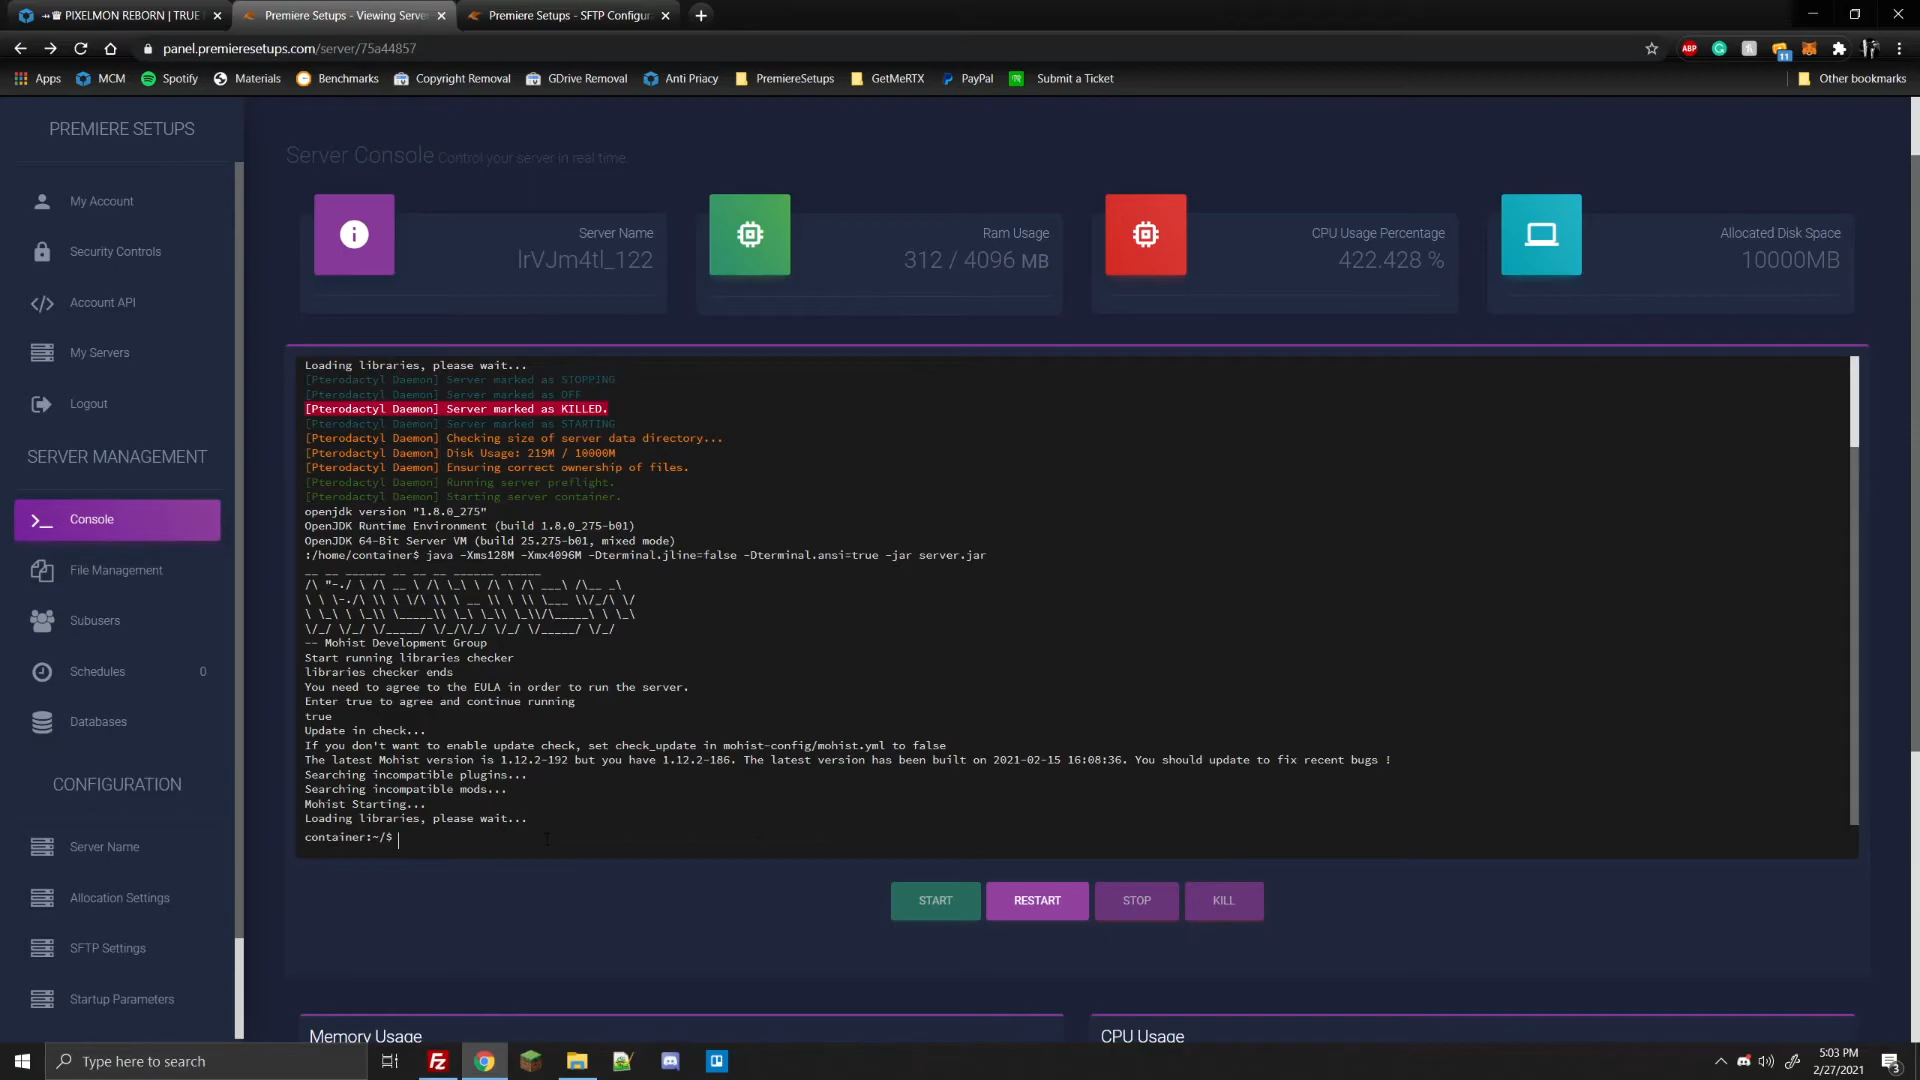 PIXELMON REBORN | TRUE
Premiere Setups - Viewing Serve
Premiere Setups - SFTP Configur
panel.premieresetups.com/server/75a44857
ABP
11
Apps
MCM
Spotify
Materials
Benchmarks
Copyright Removal
GDrive Removal
Anti Piracy
PremiereSetups
GetMeRTX
PayPal
Submit a Ticket
Other bookmarks
PREMIERE SETUPS
My Account
Security Controls
Account API
My Servers
Logout
SERVER MANAGEMENT
Console
File Management
Subusers
Schedules 0
Databases
CONFIGURATION
Server Name
Allocation Settings
SFTP Settings
Startup Parameters
Server Console Control your server in real time.
Server Name
lrVJm4tl_122
Ram Usage
312 / 4096 MB
CPU Usage Percentage
422.428 %
Allocated Disk Space
10000MB
Loading libraries, please wait...
[Pterodactyl Daemon] Server marked as STOPPING
[Pterodactyl Daemon] Server marked as OFF
[Pterodactyl Daemon] Server marked as KILLED.
[Pterodactyl Daemon] Server marked as STARTING
[Pterodactyl Daemon] Checking size of server data directory...
[Pterodactyl Daemon] Disk Usage: 219M / 10000M
[Pterodactyl Daemon] Ensuring correct ownership of files.
[Pterodactyl Daemon] Running server preflight.
[Pterodactyl Daemon] Starting server container.
openjdk version "1.8.0_275"
OpenJDK Runtime Environment (build 1.8.0_275-b01)
OpenJDK 64-Bit Server VM (build 25.275-b01, mixed mode)
:/home/container$ java -Xms128M -Xmx4096M -Dterminal.jline=false -Dterminal.ansi=true -jar server.jar
-- Mohist Development Group
Start running libraries checker
libraries checker ends
You need to agree to the EULA in order to run the server.
Enter true to agree and continue running
true
Update in check...
If you don't want to enable update check, set check_update in mohist-config/mohist.yml to false
The latest Mohist version is 1.12.2-192 but you have 1.12.2-186. The latest version has been built on 2021-02-15 16:08:36. You should update to fix recent bugs !
Searching incompatible plugins...
Searching incompatible mods...
Mohist Starting...
Loading libraries, please wait...
container:~/$
START
RESTART
STOP
KILL
Memory Usage
CPU Usage
Type here to search
5:03 PM
2/27/2021
3